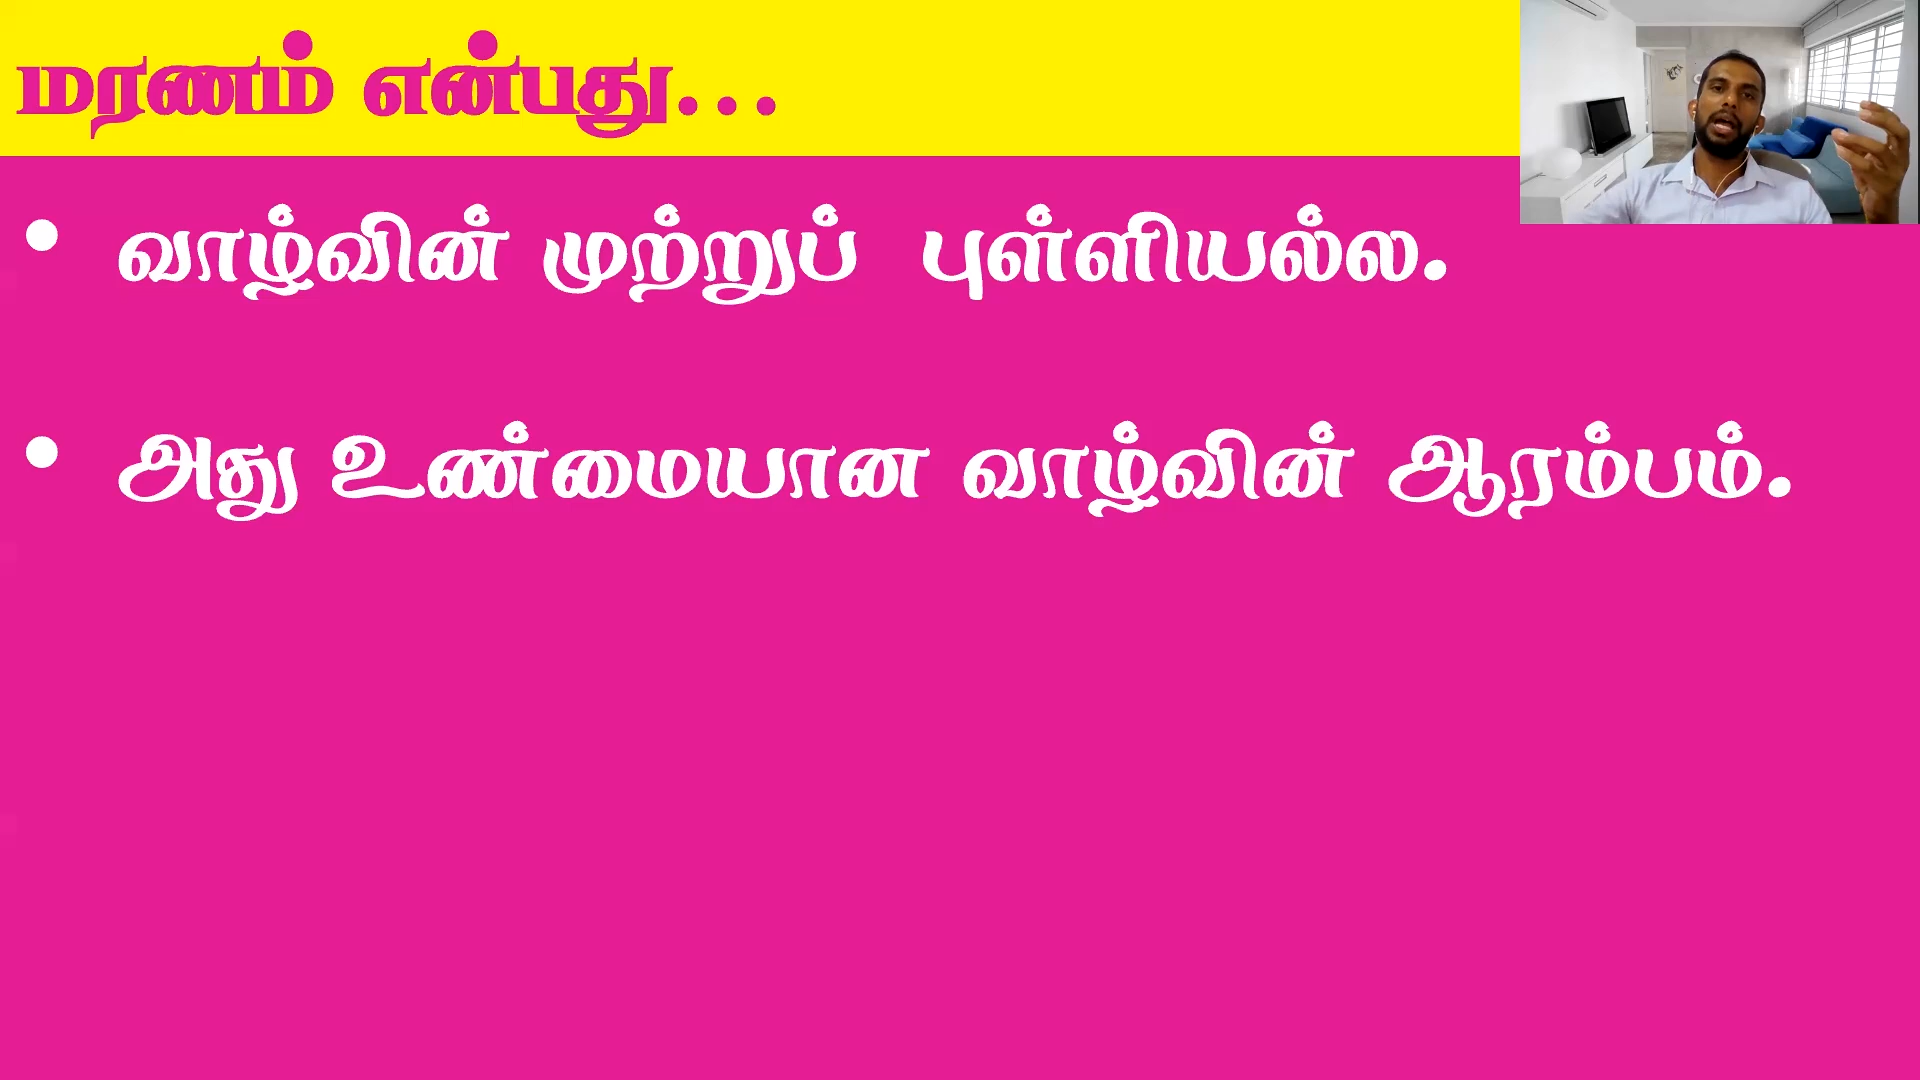 மரணம் என்பது...
• வாழ்வின் முற்றுப் புள்ளியல்ல.
• அது உண்மையான வாழ்வின் ஆரம்பம்.